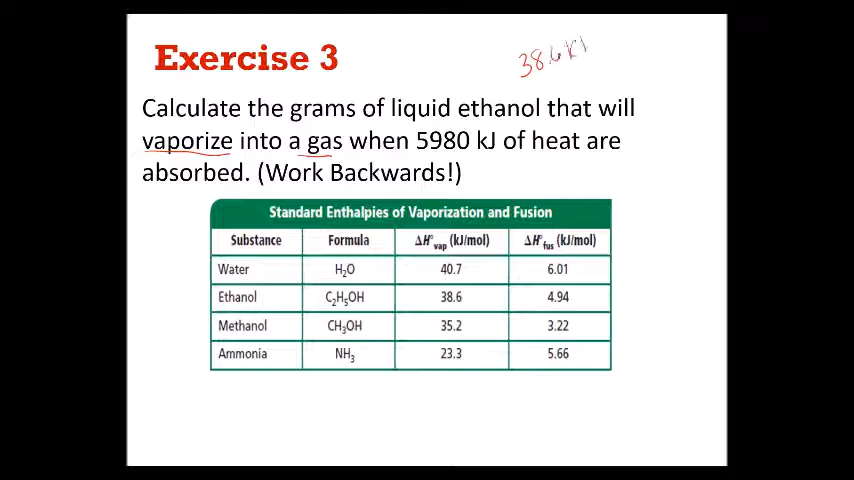 Exercise 3
38.6 k
Calculate the grams of liquid ethanol that will
vaporize into a gas when 5980 kJ of heat are
absorbed. (Work Backwards!)
Standard Enthalpies of Vaporization and Fusion
Substance Formula ΔH°vap (kJ/mol) ΔH°fus (kJ/mol)
Water H₂O 40.7 6.01
Ethanol C₂H₅OH 38.6 4.94
Methanol CH₃OH 35.2 3.22
Ammonia NH₃ 23.3 5.66